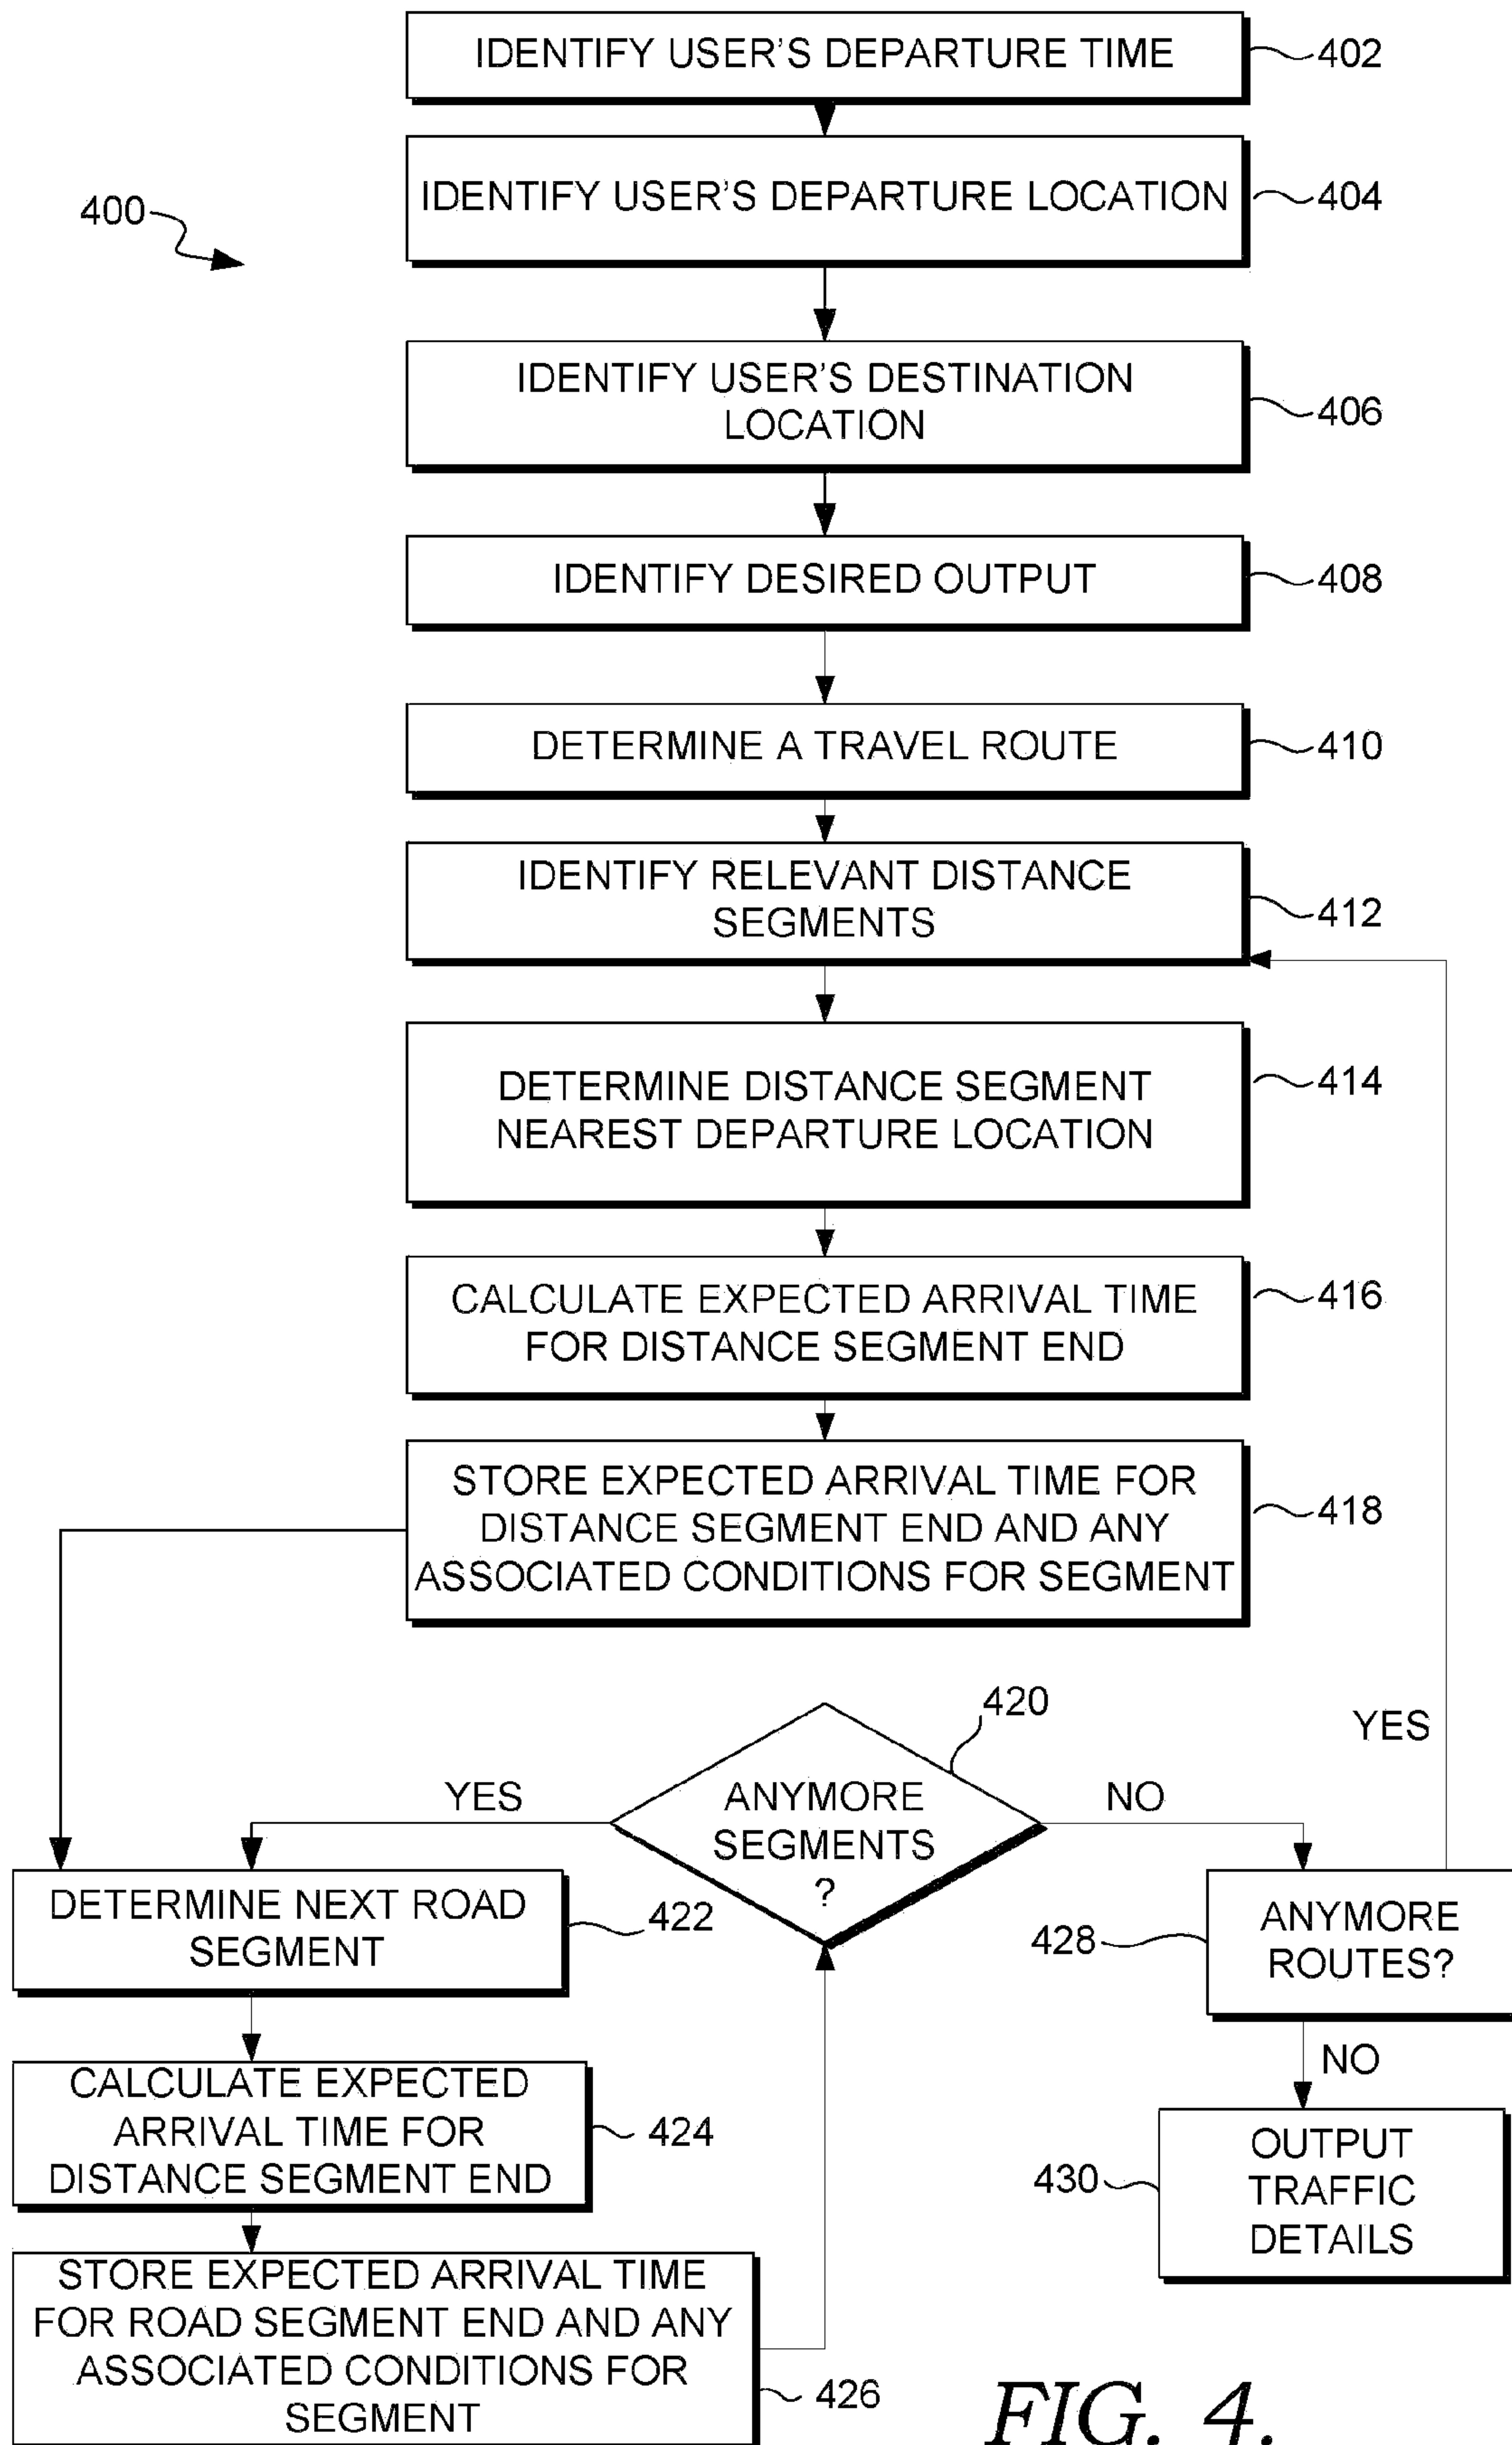 IDENTIFY USER'S DEPARTURE TIME
402
IDENTIFY USER'S DEPARTURE LOCATION
404
400
IDENTIFY USER'S DESTINATION
LOCATION
406
IDENTIFY DESIRED OUTPUT
408
DETERMINE A TRAVEL ROUTE
410
IDENTIFY RELEVANT DISTANCE
SEGMENTS
412
DETERMINE DISTANCE SEGMENT
NEAREST DEPARTURE LOCATION
414
CALCULATE EXPECTED ARRIVAL TIME
FOR DISTANCE SEGMENT END
416
STORE EXPECTED ARRIVAL TIME FOR
DISTANCE SEGMENT END AND ANY
ASSOCIATED CONDITIONS FOR SEGMENT
418
420
YES
ANYMORE
SEGMENTS
?
NO
YES
DETERMINE NEXT ROAD
SEGMENT
422
428
ANYMORE
ROUTES?
NO
CALCULATE EXPECTED
ARRIVAL TIME FOR
DISTANCE SEGMENT END
424
430
OUTPUT
TRAFFIC
DETAILS
STORE EXPECTED ARRIVAL TIME
FOR ROAD SEGMENT END AND ANY
ASSOCIATED CONDITIONS FOR
SEGMENT
426
FIG. 4.